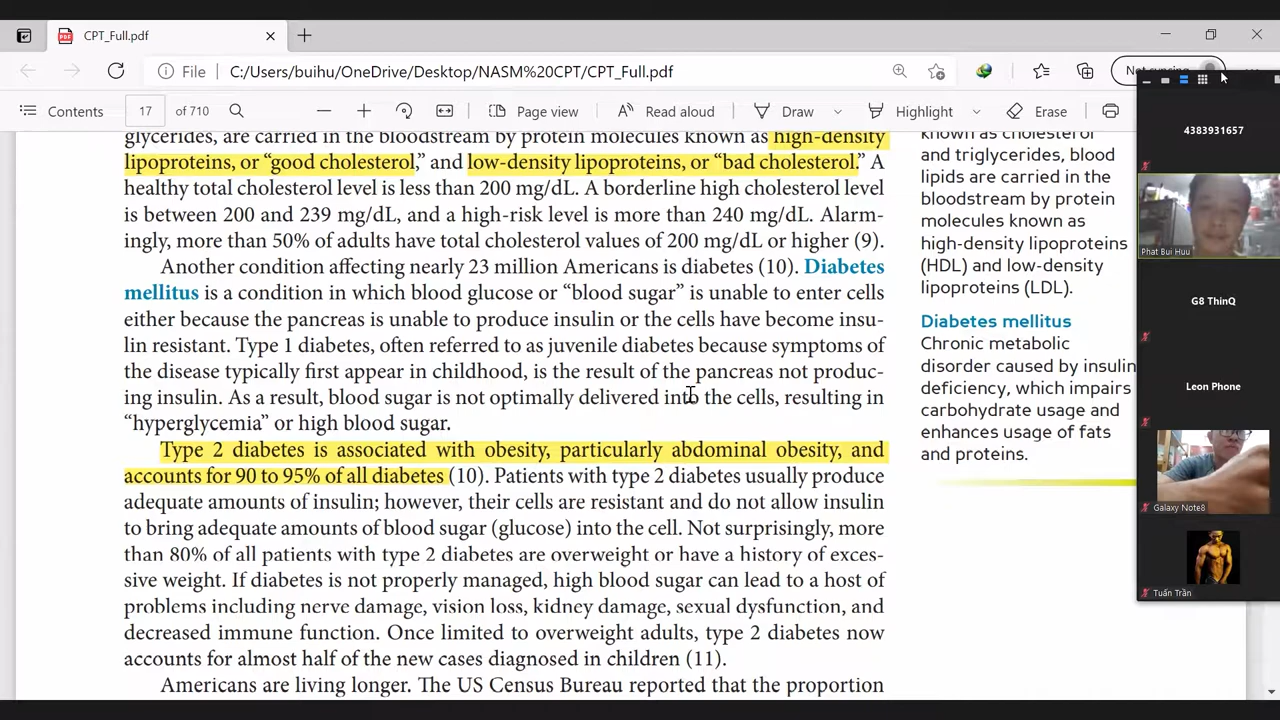 CPT_Full.pdf
File
C:/Users/buihu/OneDrive/Desktop/NASM%20CPT/CPT_Full.pdf
Not syncing
Contents
17
of 710
Page view
Read aloud
Draw
Highlight
Erase
glycerides, are carried in the bloodstream by protein molecules known as high-density
lipoproteins, or “good cholesterol,” and low-density lipoproteins, or “bad cholesterol.” A
healthy total cholesterol level is less than 200 mg/dL. A borderline high cholesterol level
is between 200 and 239 mg/dL, and a high-risk level is more than 240 mg/dL. Alarm-
ingly, more than 50% of adults have total cholesterol values of 200 mg/dL or higher (9).
Another condition affecting nearly 23 million Americans is diabetes (10). Diabetes
mellitus is a condition in which blood glucose or “blood sugar” is unable to enter cells
either because the pancreas is unable to produce insulin or the cells have become insu-
lin resistant. Type 1 diabetes, often referred to as juvenile diabetes because symptoms of
the disease typically first appear in childhood, is the result of the pancreas not produc-
ing insulin. As a result, blood sugar is not optimally delivered into the cells, resulting in
“hyperglycemia” or high blood sugar.
Type 2 diabetes is associated with obesity, particularly abdominal obesity, and
accounts for 90 to 95% of all diabetes (10). Patients with type 2 diabetes usually produce
adequate amounts of insulin; however, their cells are resistant and do not allow insulin
to bring adequate amounts of blood sugar (glucose) into the cell. Not surprisingly, more
than 80% of all patients with type 2 diabetes are overweight or have a history of exces-
sive weight. If diabetes is not properly managed, high blood sugar can lead to a host of
problems including nerve damage, vision loss, kidney damage, sexual dysfunction, and
decreased immune function. Once limited to overweight adults, type 2 diabetes now
accounts for almost half of the new cases diagnosed in children (11).
Americans are living longer. The US Census Bureau reported that the proportion
known as cholesterol
and triglycerides, blood
lipids are carried in the
bloodstream by protein
molecules known as
high-density lipoproteins
(HDL) and low-density
lipoproteins (LDL).
Diabetes mellitus
Chronic metabolic
disorder caused by insulin
deficiency, which impairs
carbohydrate usage and
enhances usage of fats
and proteins.
4383931657
Phat Bui Huu
G8 ThinQ
Leon Phone
Galaxy Note8
Tuấn Trần